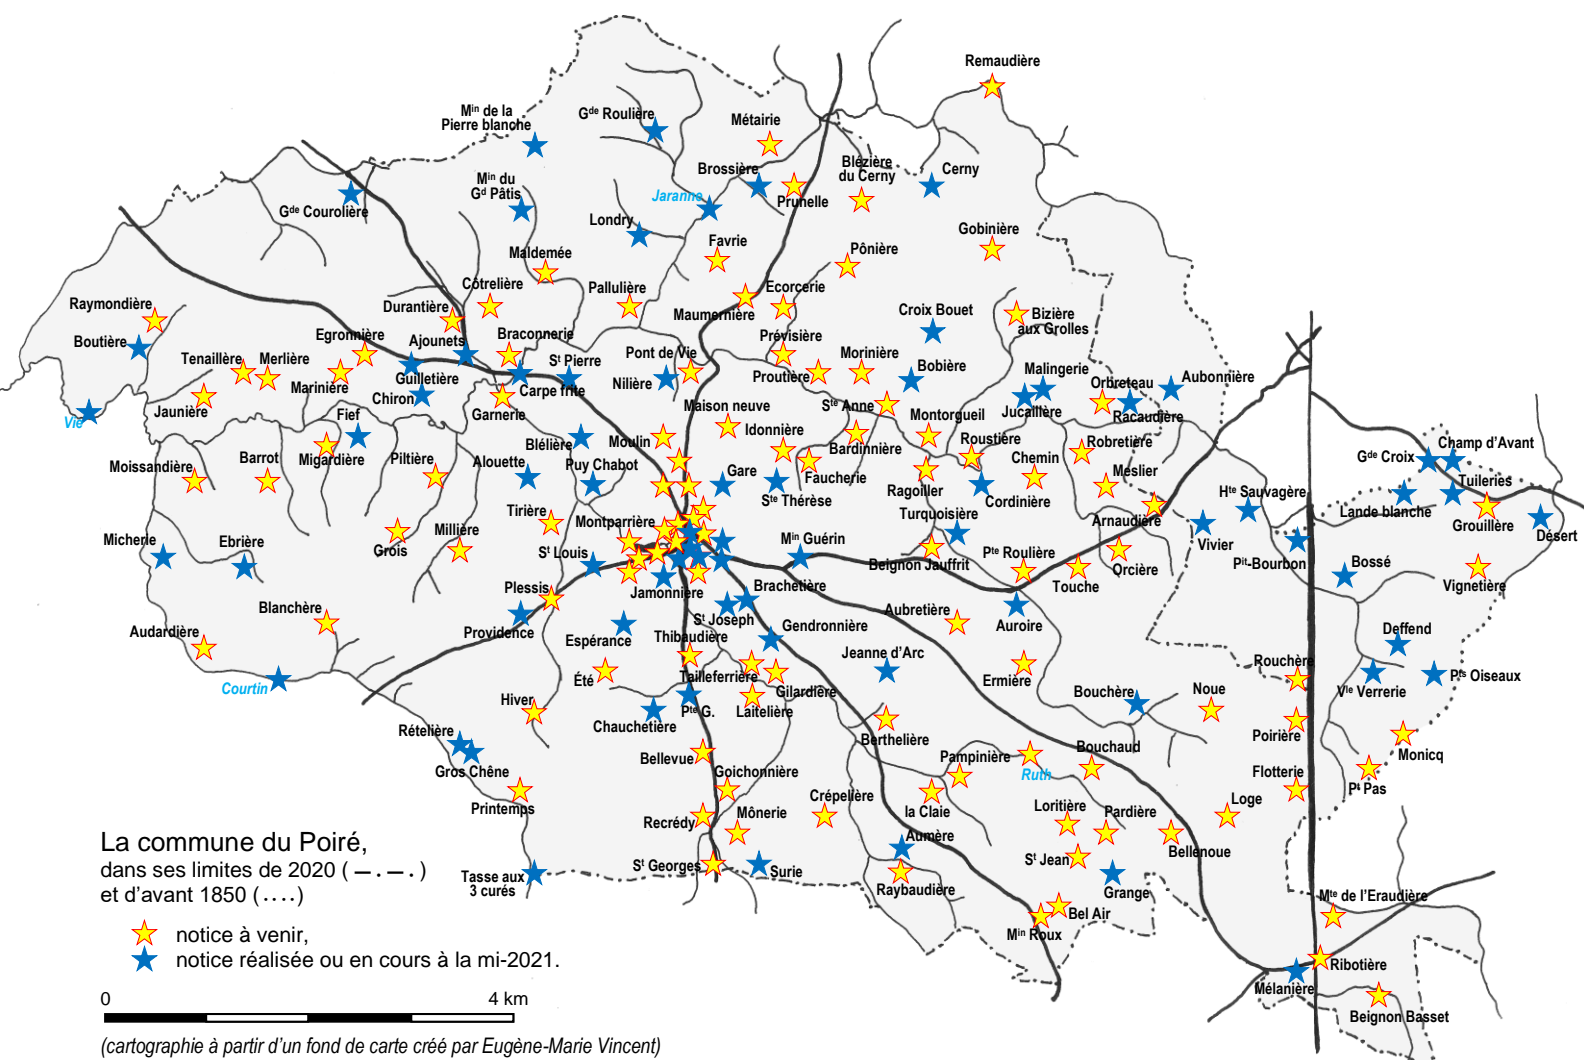 Remaudière
Min de la
Pierre blanche
Gde Roulière
Métairie
Blézière
du Cerny
Cerny
Brossière
Prunelle
Min du
Gd Pâtis
Jaranne
Gde Courolière
Londry
Favrie
Pônière
Gobinière
Maldemée
Côtrelière
Pallulière
Ecorcerie
Maumernière
Raymondière
Durantière
Croix Bouet
Bizière
aux Grolles
Boutière
Egronnière
Ajounets
Braconnerie
Prévisière
Tenaillère
Merlière
St Pierre
Pont de Vie
Morinière
Bobière
Malingerie
Marinière
Guilletière
Carpe frite
Nilière
Proutière
Orbreteau
Aubonnière
Jaunière
Chiron
Garnerie
Maison neuve
Ste Anne
Jucaillère
Racaudière
Vie
Fief
Montorgueil
Migardière
Blélière
Moulin
Idonnière
Bardinnière
Roustière
Robretière
Champ d'Avant
Moissandière
Barrot
Piltière
Alouette
Puy Chabot
Gare
Faucherie
Chemin
Meslier
Gde Croix
Tuileries
Ste Thérèse
Ragoiller
Cordinière
Hte Sauvagère
Lande blanche
Grouillère
Tirière
Montparrière
Turquoisière
Arnaudière
Désert
Micherie
Ebrière
Grois
Millière
St Louis
Min Guérin
Beignon Jauffrit
Pte Roulière
Orcière
Vivier
Pit-Bourbon
Bossé
Vignetière
Plessis
Jamonnière
Brachetière
Touche
Blanchère
Providence
St Joseph
Aubretière
Auroire
Audardière
Espérance
Thibaudière
Gendronnière
Deffend
Courtin
Été
Tailleferrière
Gilardière
Jeanne d'Arc
Ermière
Rouchère
Vle Verrerie
Pts Oiseaux
Hiver
Chauchetière
Pte G.
Laitelière
Bouchère
Noue
Rételière
Berthelière
Poirière
Monicq
Gros Chêne
Bellevue
Goichonnière
Pampinière
Ruth
Bouchaud
Flotterie
Pt Pas
Printemps
Recrédy
Mônerie
Crépelière
la Claie
Loritière
Pardière
Loge
Aumère
Bellenoue
St Georges
Surie
St Jean
Tasse aux
3 curés
Raybaudière
Grange
Mte de l'Eraudière
Bel Air
Min Roux
Ribotière
Mélanière
Beignon Basset
La commune du Poiré,
dans ses limites de 2020 ( – . – . )
et d'avant 1850 (....)
notice à venir,
notice réalisée ou en cours à la mi-2021.
0 4 km
(cartographie à partir d'un fond de carte créé par Eugène-Marie Vincent)